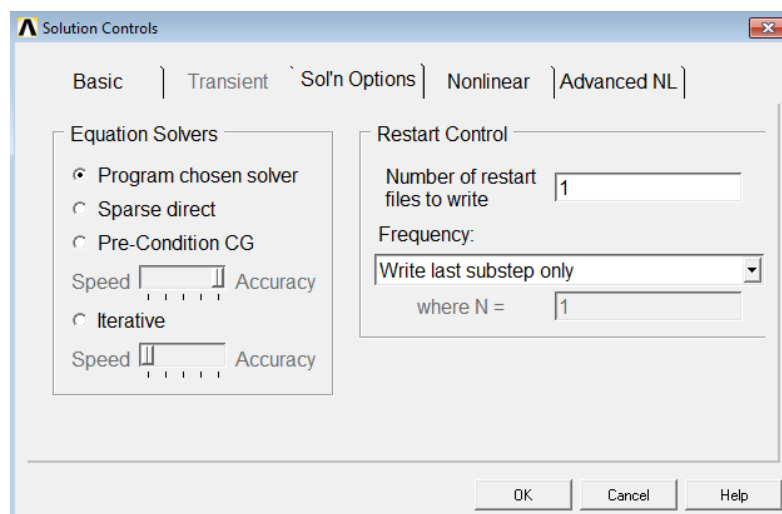 Solution Controls
Basic
Transient
Sol'n Options
Nonlinear
Advanced NL
Equation Solvers
Program chosen solver
Sparse direct
Pre-Condition CG
Speed
Accuracy
Iterative
Speed
Accuracy
Restart Control
Number of restart
files to write
1
Frequency:
Write last substep only
where N =
1
OK
Cancel
Help